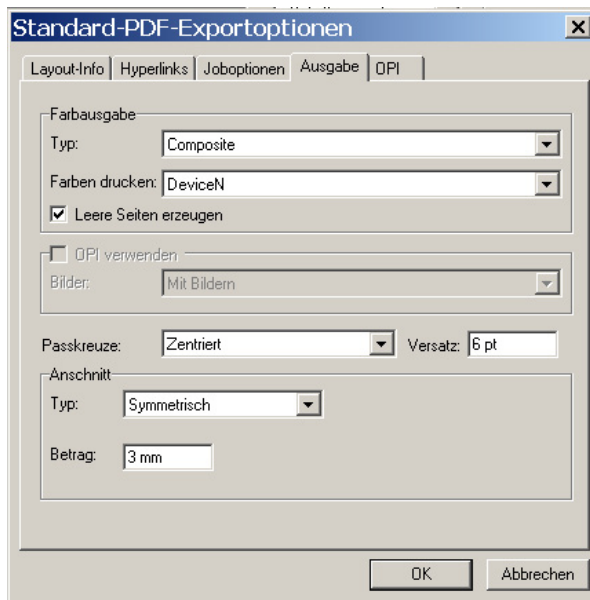 Standard-PDF-Exportoptionen
Layout-Info Hyperlinks Joboptionen Ausgabe OPI
Farbausgabe
Typ: Composite
Farben drucken: DeviceN
Leere Seiten erzeugen
OPI verwenden
Bilder: Mit Bildern
Passkreuze: Zentriert Versatz: 6 pt
Anschnitt
Typ: Symmetrisch
Betrag: 3 mm
OK Abbrechen